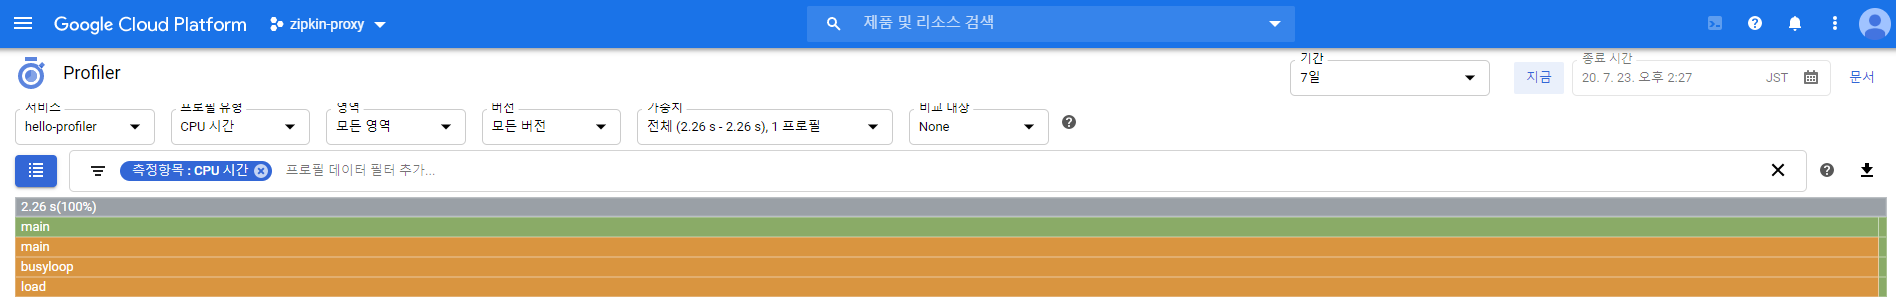 Google Cloud Platform
zipkin-proxy
제품 및 리소스 검색
Profiler
기간
7일
지금
종료 시간
20. 7. 23. 오후 2:27
JST
문서
서비스
hello-profiler
프로필 유형
CPU 시간
영역
모든 영역
버전
모든 버전
가중치
전체 (2.26 s - 2.26 s), 1 프로필
비교 대상
None
측정항목 : CPU 시간
프로필 데이터 필터 추가...
2.26 s(100%)
main
main
busyloop
load